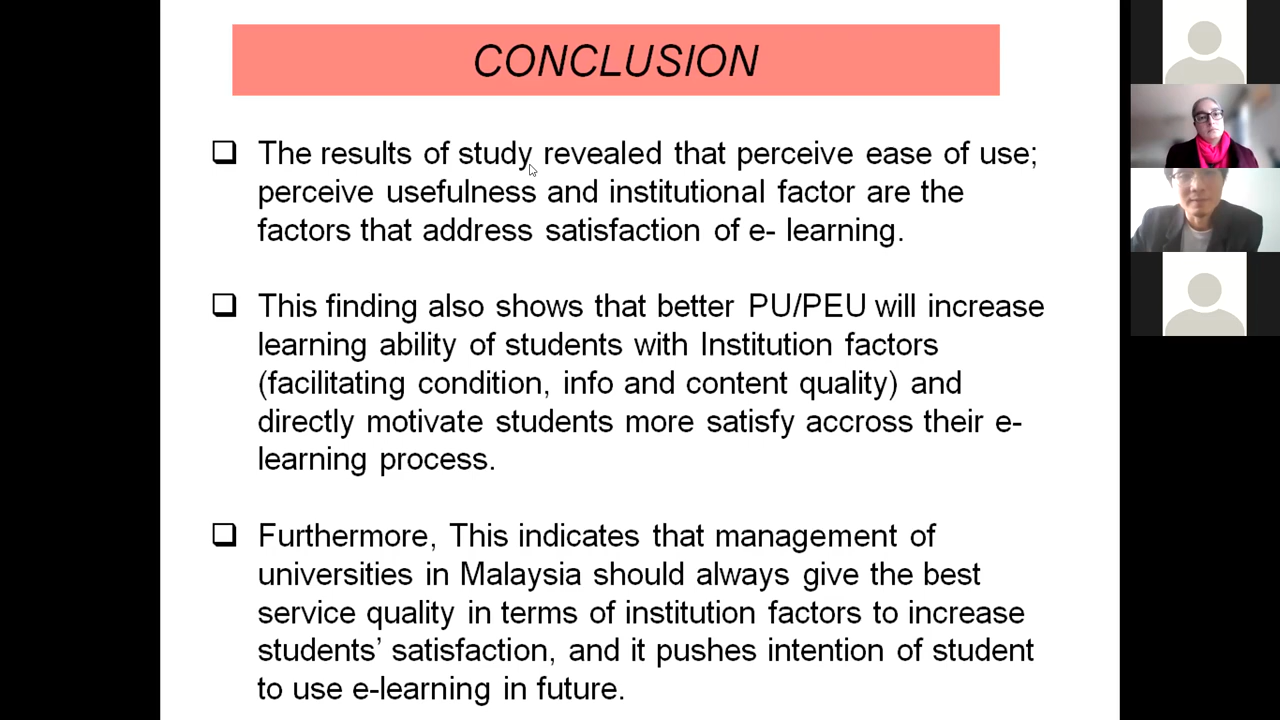 CONCLUSION
The results of study revealed that perceive ease of use;
perceive usefulness and institutional factor are the
factors that address satisfaction of e- learning.
This finding also shows that better PU/PEU will increase
learning ability of students with Institution factors
(facilitating condition, info and content quality) and
directly motivate students more satisfy accross their e-
learning process.
Furthermore, This indicates that management of
universities in Malaysia should always give the best
service quality in terms of institution factors to increase
students’ satisfaction, and it pushes intention of student
to use e-learning in future.